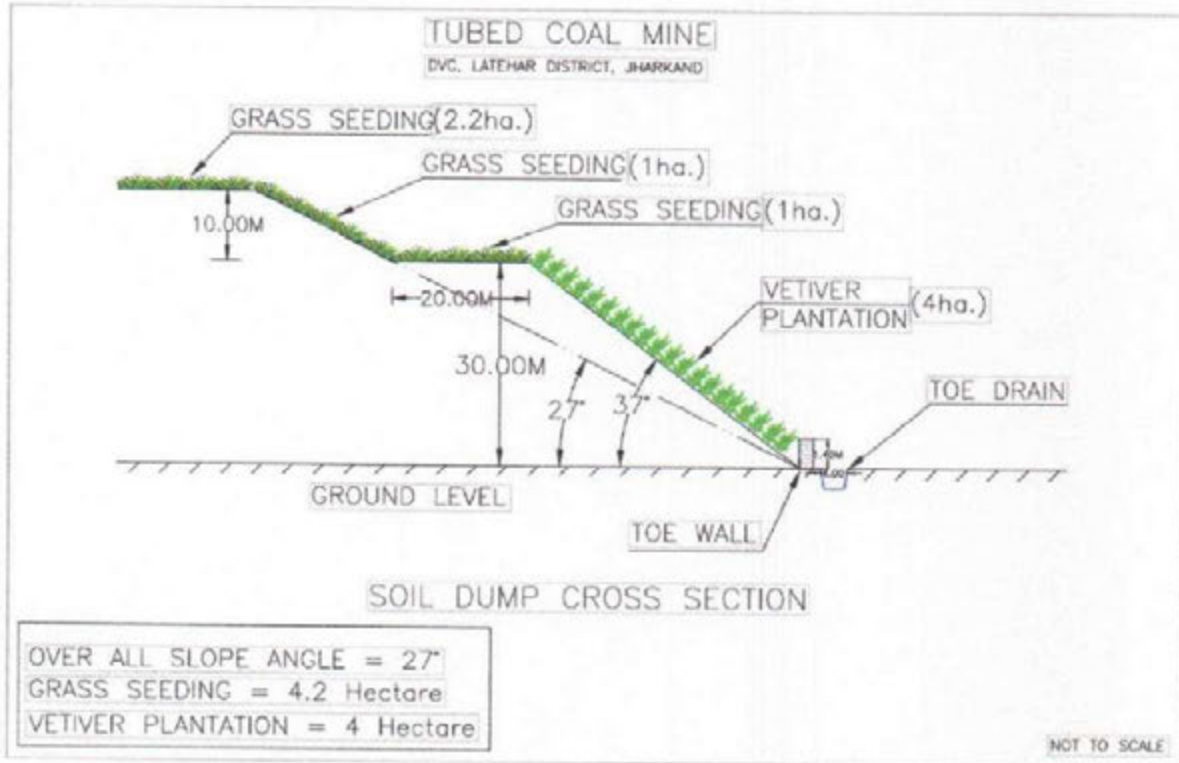 TUBED COAL MINE
DVC, LATEHAR DISTRICT, JHARKAND
GRASS SEEDING(2.2ha.)
GRASS SEEDING(1ha.)
GRASS SEEDING(1ha.)
10.00M
20.00M
VETIVER
PLANTATION (4ha.)
30.00M
27°
37°
TOE DRAIN
GROUND LEVEL
TOE WALL
SOIL DUMP CROSS SECTION
OVER ALL SLOPE ANGLE = 27°
GRASS SEEDING = 4.2 Hectare
VETIVER PLANTATION = 4 Hectare
NOT TO SCALE